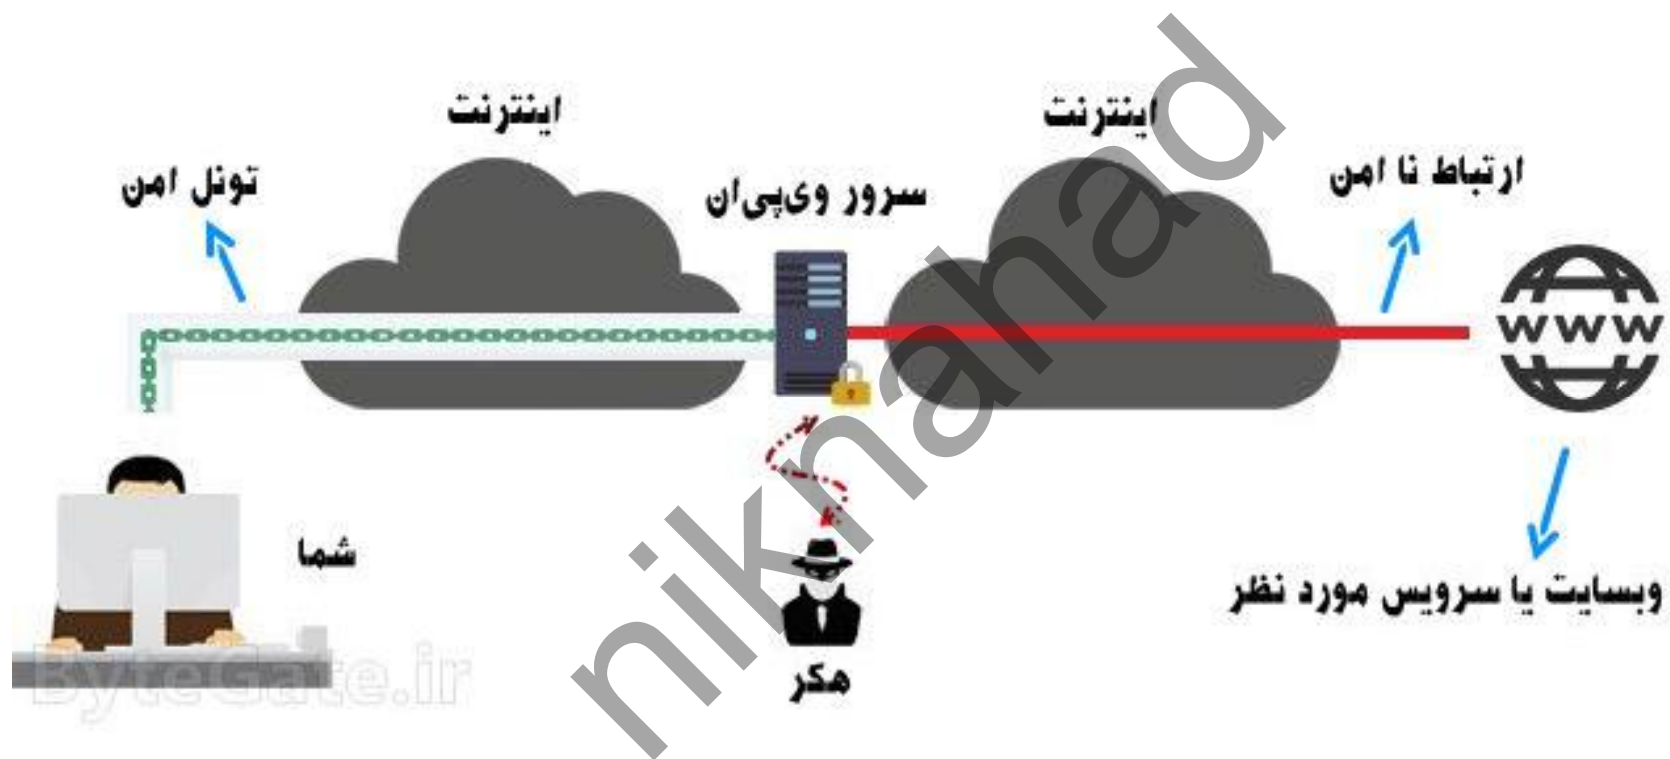 اینترنت
اینترنت
ارتباط نا امن
تونل امن
سرور وی‌پی‌ان
WWW
شما
وبسایت یا سرویس مورد نظر
هکر
ByteGate.ir
niknahad